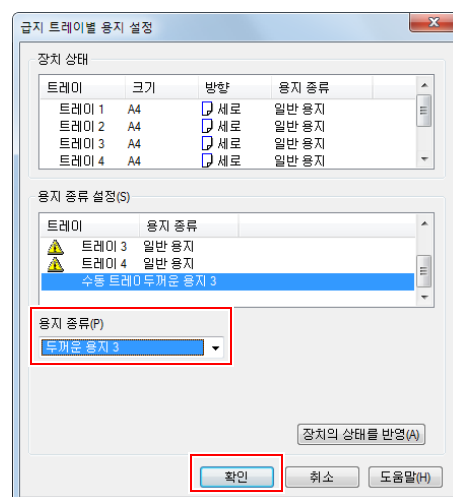 급지 트레이별 용지 설정
장치 상태
트레이 크기 방향 용지 종류
트레이 1 A4 세로 일반 용지
트레이 2 A4 세로 일반 용지
트레이 3 A4 세로 일반 용지
트레이 4 A4 세로 일반 용지
용지 종류 설정(S)
트레이 용지 종류
트레이 3 일반 용지
트레이 4 일반 용지
수동 트레이 두꺼운 용지 3
용지 종류(P)
두꺼운 용지 3
장치의 상태를 반영(A)
확인 취소 도움말(H)